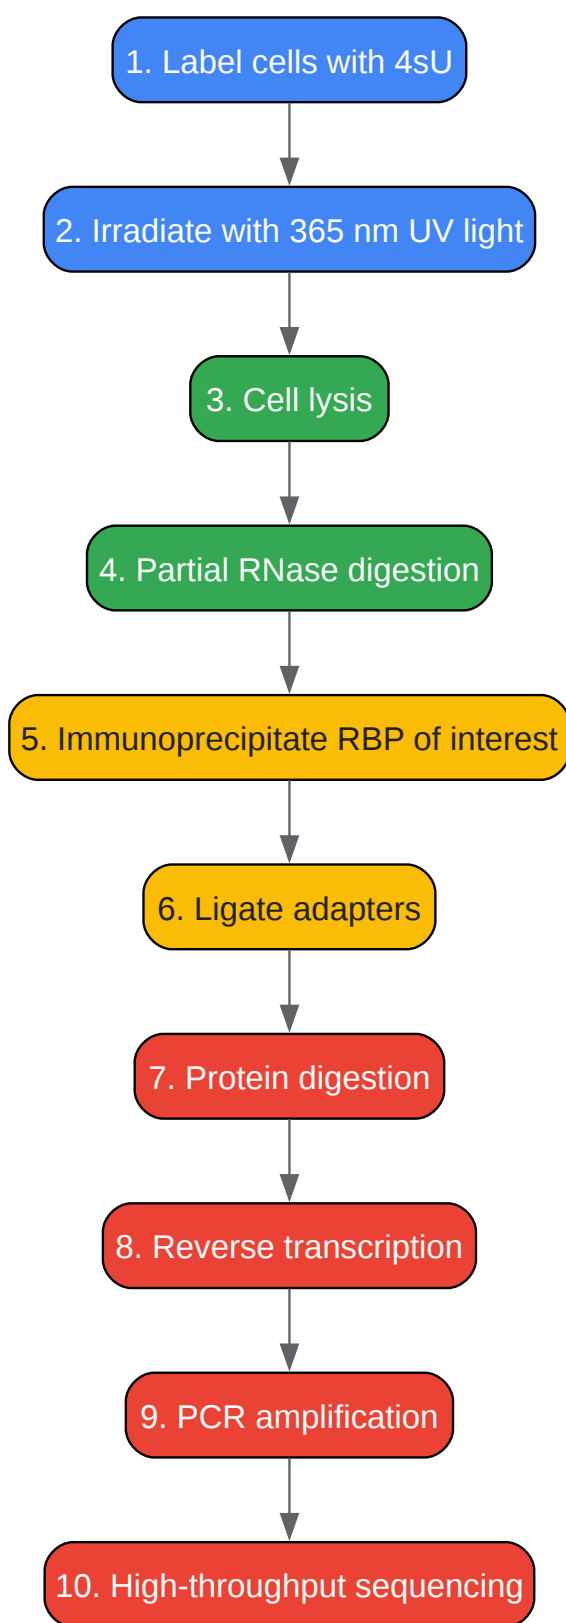 1. Label cells with 4sU
2. Irradiate with 365 nm UV light
3. Cell lysis
4. Partial RNase digestion
5. Immunoprecipitate RBP of interest
6. Ligate adapters
7. Protein digestion
8. Reverse transcription
9. PCR amplification
10. High-throughput sequencing